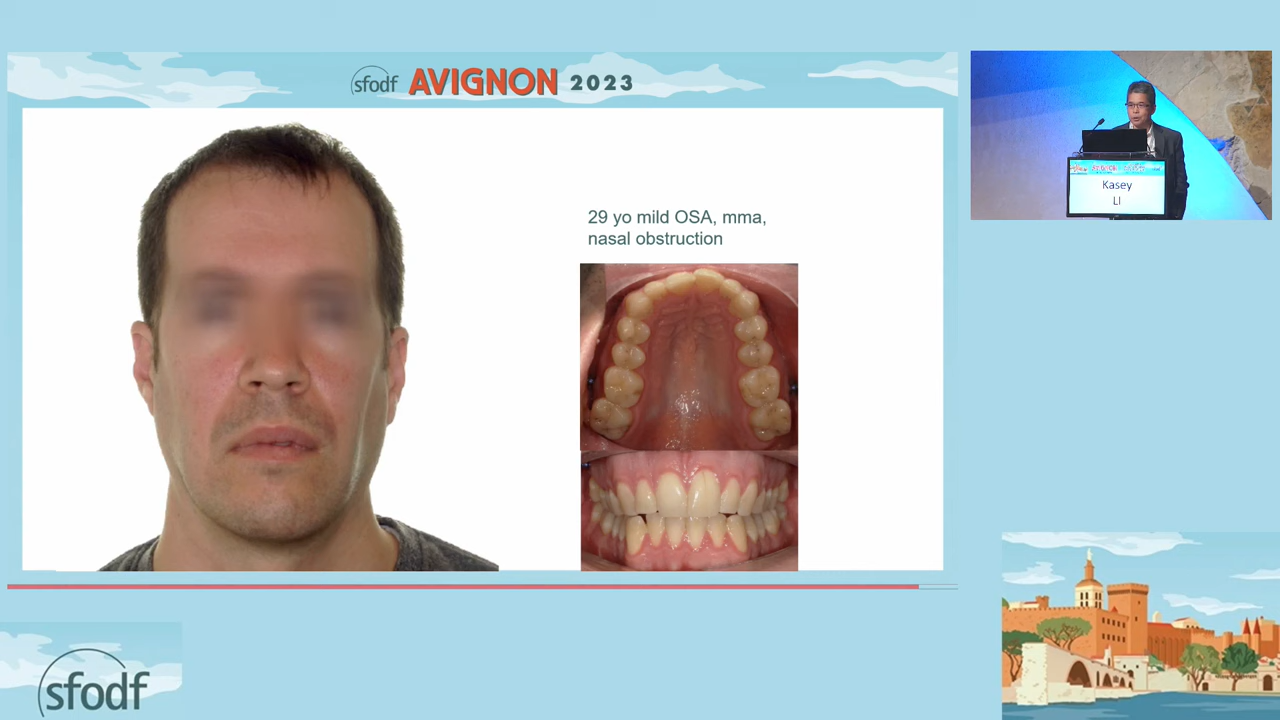 sfodf AVIGNON 2023
29 yo mild OSA, mma,
nasal obstruction
Kasey
LI
sfodf